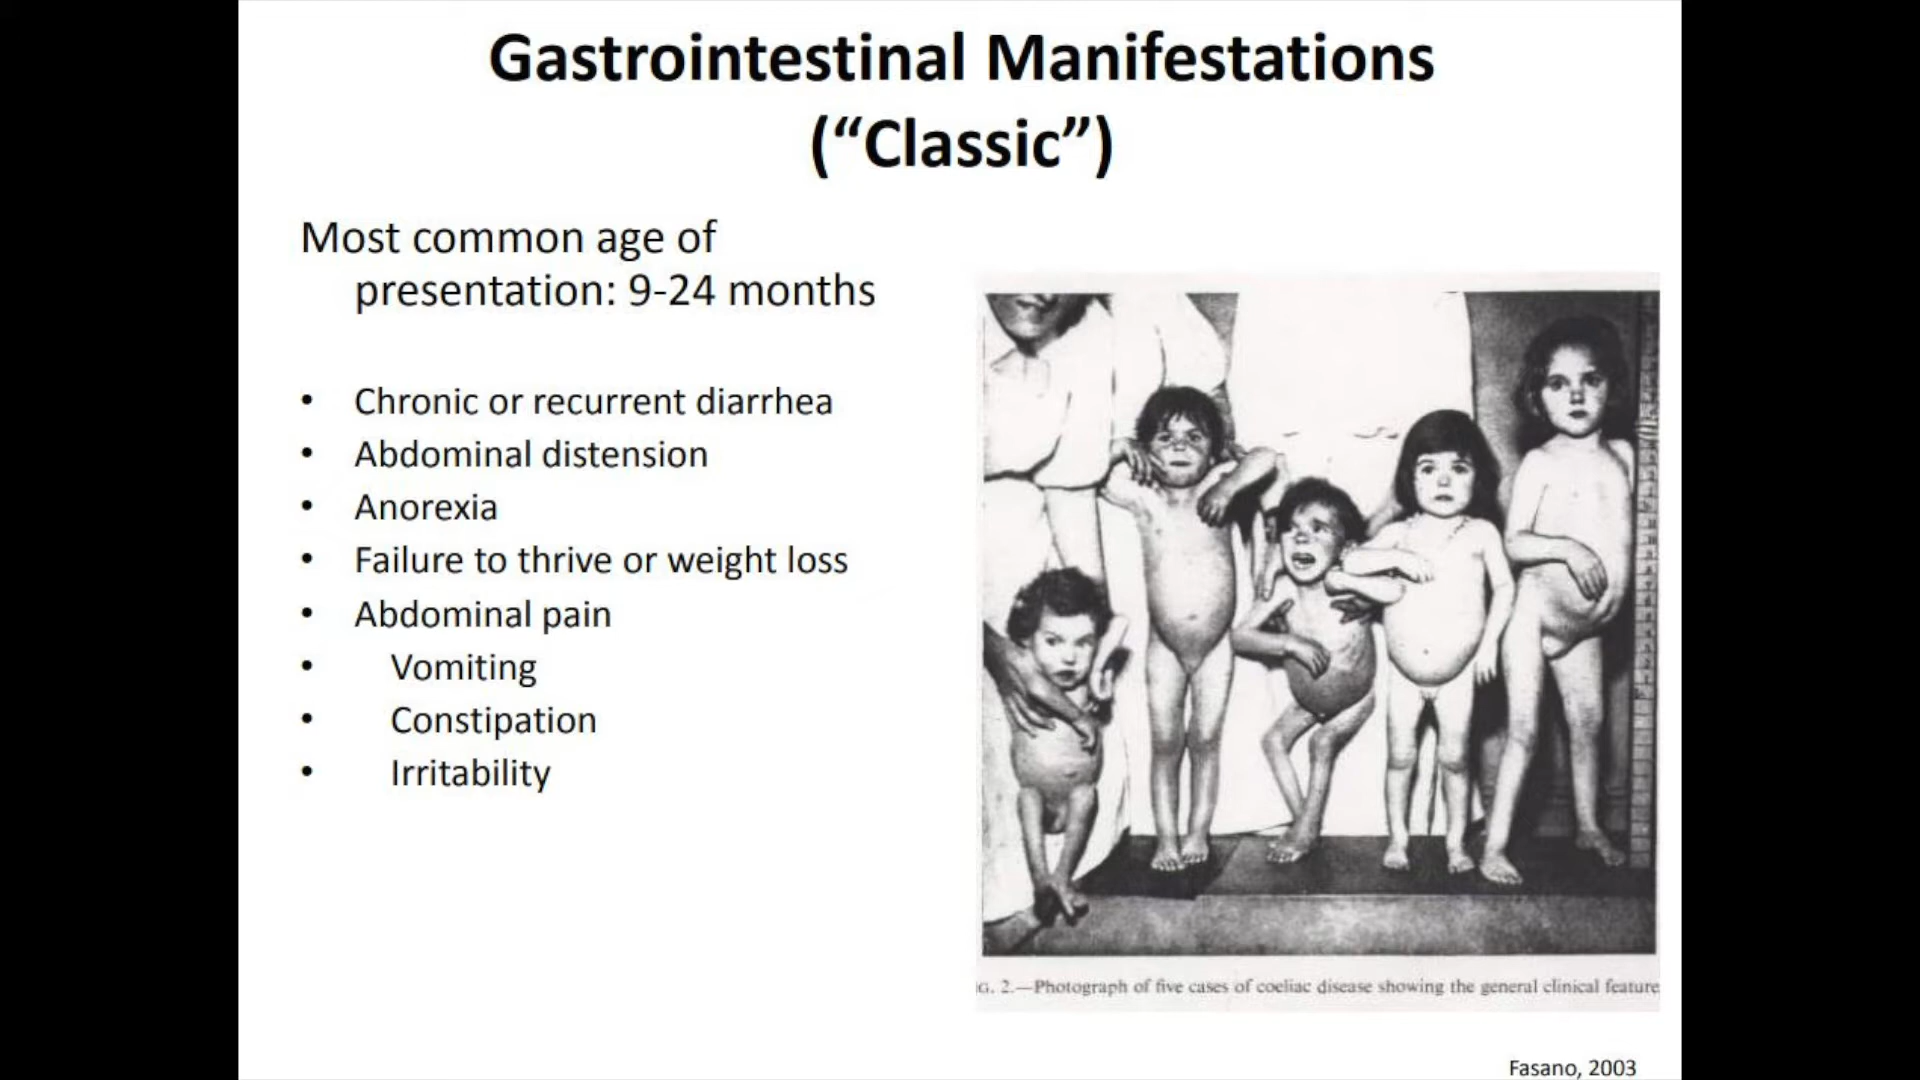 Gastrointestinal Manifestations
(“Classic”)
Most common age of
presentation: 9-24 months
• Chronic or recurrent diarrhea
• Abdominal distension
• Anorexia
• Failure to thrive or weight loss
• Abdominal pain
• Vomiting
• Constipation
• Irritability
G. 2.—Photograph of five cases of coeliac disease showing the general clinical feature
Fasano, 2003